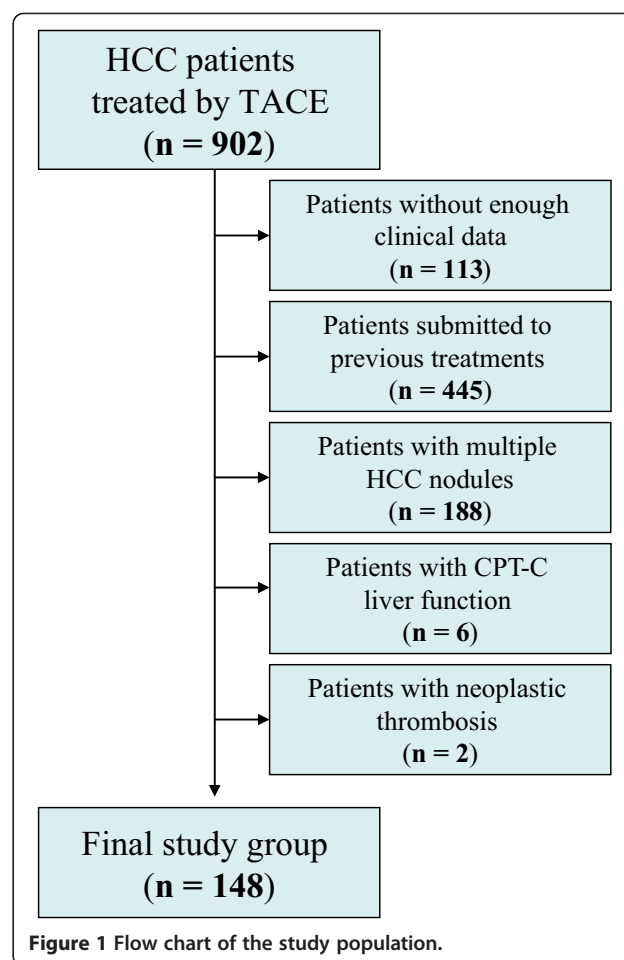 HCC patients
treated by TACE
(n = 902)
Patients without enough
clinical data
(n = 113)
Patients submitted to
previous treatments
(n = 445)
Patients with multiple
HCC nodules
(n = 188)
Patients with CPT-C
liver function
(n = 6)
Patients with neoplastic
thrombosis
(n = 2)
Final study group
(n = 148)
Figure 1 Flow chart of the study population.